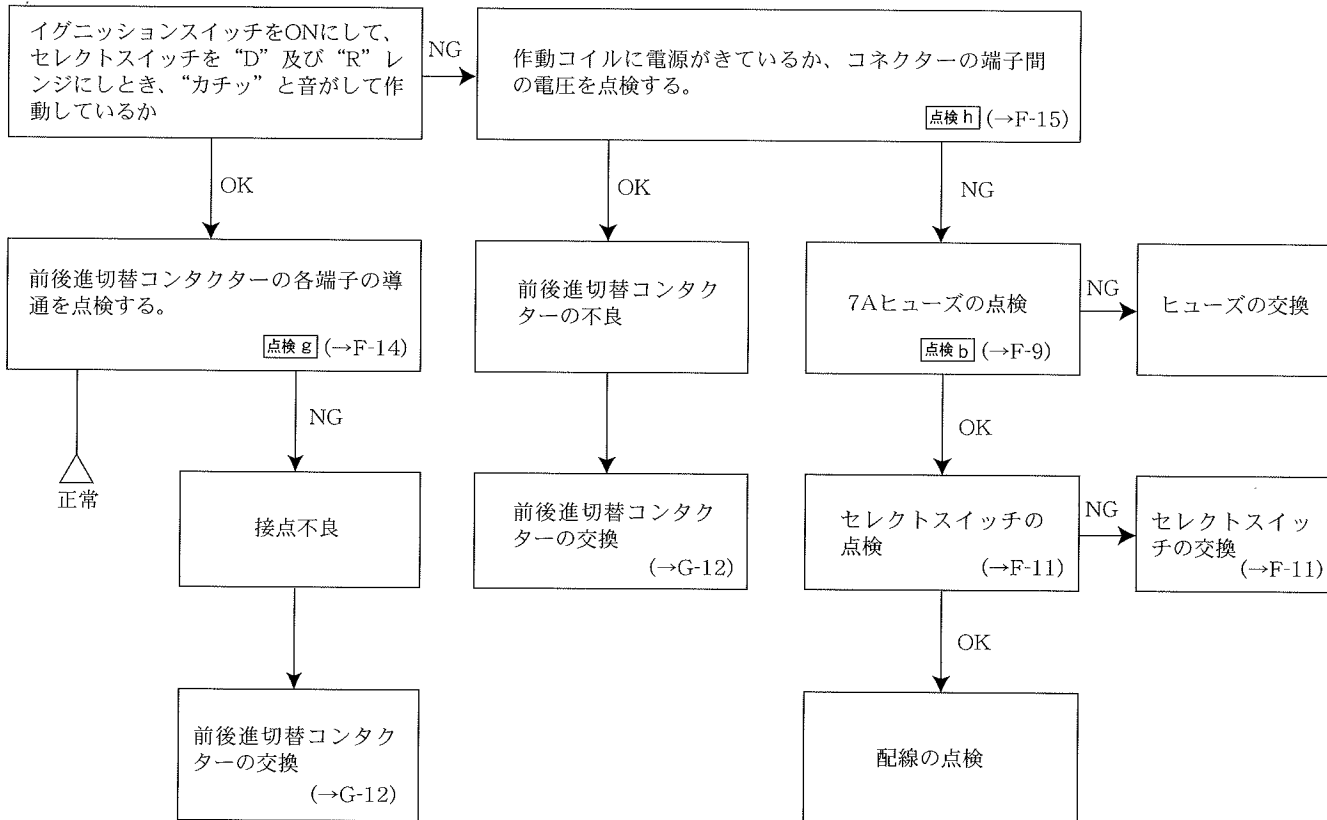 イグニッションスイッチをONにして、
セレクトスイッチを“D”及び“R”レ
ンジにしとき、“カチッ”と音がして作
動しているか
NG
作動コイルに電源がきているか、コネクターの端子間
の電圧を点検する。
点検 h (→F-15)
OK
OK
NG
前後進切替コンタクターの各端子の導
通を点検する。
点検 g (→F-14)
前後進切替コンタク
ターの不良
7Aヒューズの点検
点検 b (→F-9)
NG
ヒューズの交換
NG
OK
正常
接点不良
前後進切替コンタク
ターの交換
(→G-12)
セレクトスイッチの
点検
(→F-11)
NG
セレクトスイッ
チの交換
(→F-11)
OK
前後進切替コンタク
ターの交換
(→G-12)
配線の点検